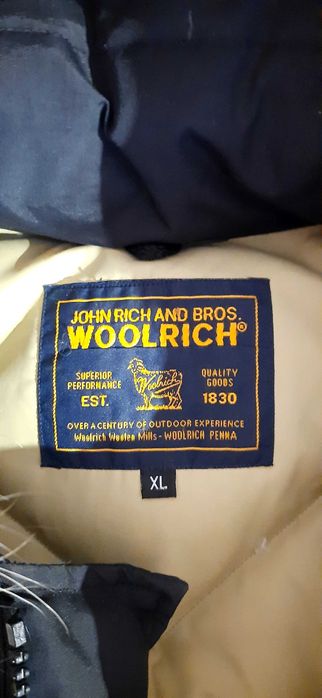 JOHN RICH AND BROS.
WOOLRICH®
SUPERIOR
PERFORMANCE
EST.
Woolrich
QUALITY
GOODS
1830
OVER A CENTURY OF OUTDOOR EXPERIENCE
Woolrich Woolen Mills - WOOLRICH PENNA
XL